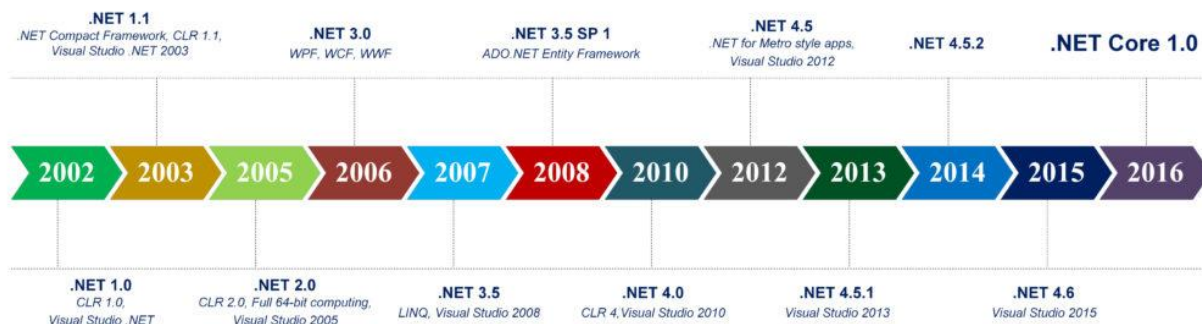 .NET 1.1
.NET Compact Framework, CLR 1.1,
Visual Studio .NET 2003
.NET 3.0
WPF, WCF, WWF
.NET 3.5 SP 1
ADO.NET Entity Framework
.NET 4.5
.NET for Metro style apps,
Visual Studio 2012
.NET 4.5.2
.NET Core 1.0
2002
2003
2005
2006
2007
2008
2010
2012
2013
2014
2015
2016
.NET 1.0
CLR 1.0,
Visual Studio .NET
.NET 2.0
CLR 2.0, Full 64-bit computing,
Visual Studio 2005
.NET 3.5
LINQ, Visual Studio 2008
.NET 4.0
CLR 4,Visual Studio 2010
.NET 4.5.1
Visual Studio 2013
.NET 4.6
Visual Studio 2015